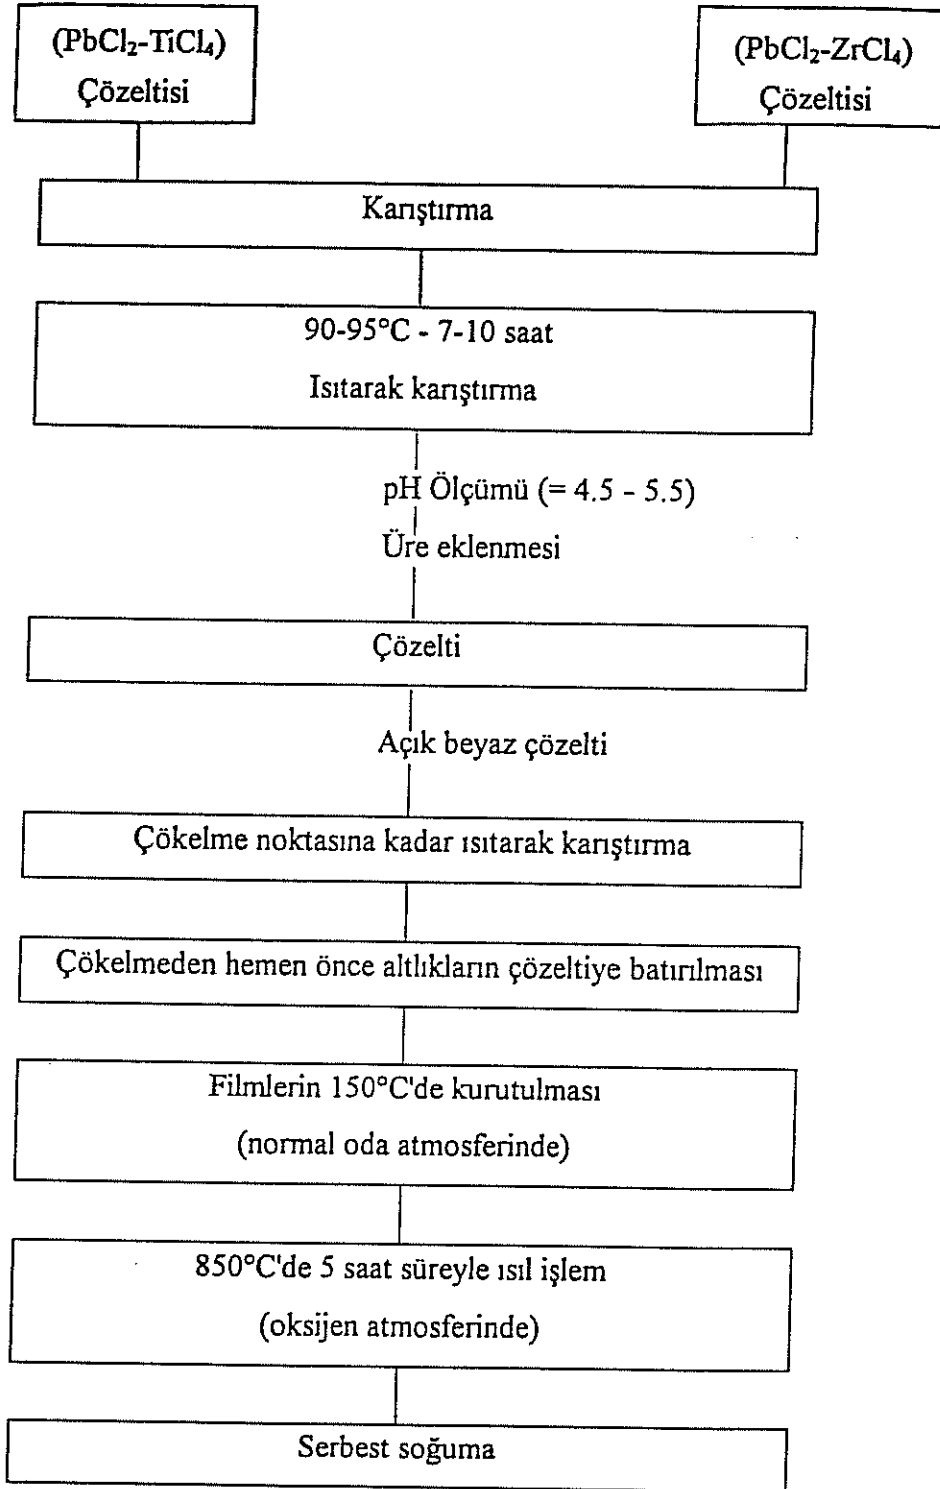 (PbCl₂-TiCl₄)
Çözeltisi
(PbCl₂-ZrCl₄)
Çözeltisi
Karıştırma
90-95°C - 7-10 saat
Isıtarak karıştırma
pH Ölçümü (= 4.5 - 5.5)
Üre eklenmesi
Çözelti
Açık beyaz çözelti
Çökelme noktasına kadar ısıtarak karıştırma
Çökelmeden hemen önce altlıkların çözeltiye batırılması
Filmlerin 150°C'de kurutulması
(normal oda atmosferinde)
850°C'de 5 saat süreyle ısıl işlem
(oksijen atmosferinde)
Serbest soğuma